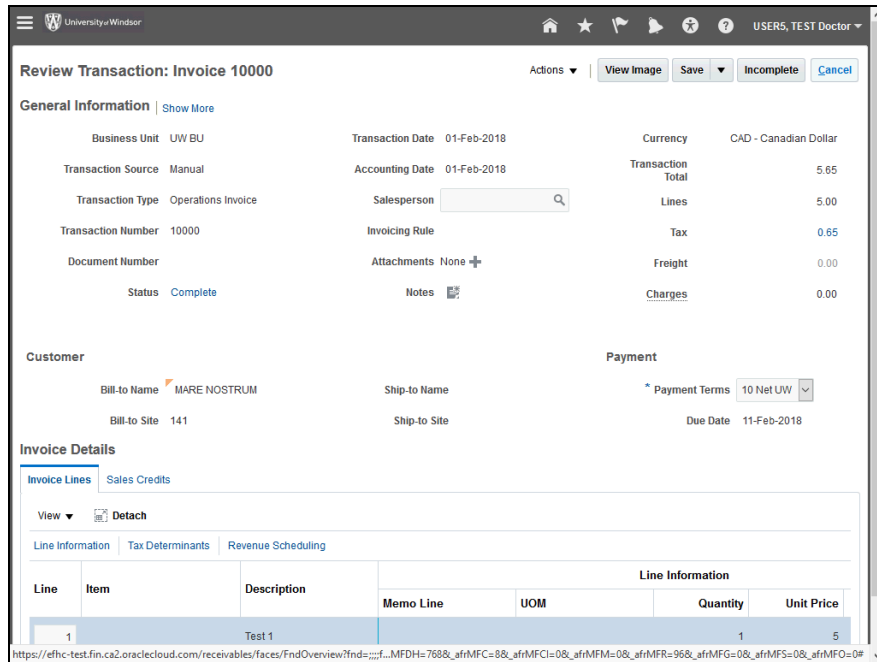 University of Windsor
USER5, TEST Doctor
Review Transaction: Invoice 10000
Actions
View Image
Save
Incomplete
Cancel
General Information | Show More
Business Unit UW BU
Transaction Date 01-Feb-2018
Currency CAD - Canadian Dollar
Transaction Source Manual
Accounting Date 01-Feb-2018
Transaction Total 5.65
Transaction Type Operations Invoice
Salesperson
Lines 5.00
Transaction Number 10000
Invoicing Rule
Tax 0.65
Document Number
Attachments None
Freight 0.00
Status Complete
Notes
Charges 0.00
Customer
Payment
Bill-to Name MARE NOSTRUM
Ship-to Name
* Payment Terms 10 Net UW
Bill-to Site 141
Ship-to Site
Due Date 11-Feb-2018
Invoice Details
Invoice Lines
Sales Credits
View
Detach
Line Information
Tax Determinants
Revenue Scheduling
Line
Item
Description
Line Information
Memo Line
UOM
Quantity
Unit Price
1
Test 1
1
5
https://efhc-test.fin.ca2.oraclecloud.com/receivables/faces/FndOverview?fnd=;;;;f...MFDH=768&_afrMFC=8&_afrMFCI=0&_afrMFM=0&_afrMFR=96&_afrMFG=0&_afrMFS=0&_afrMFO=0#